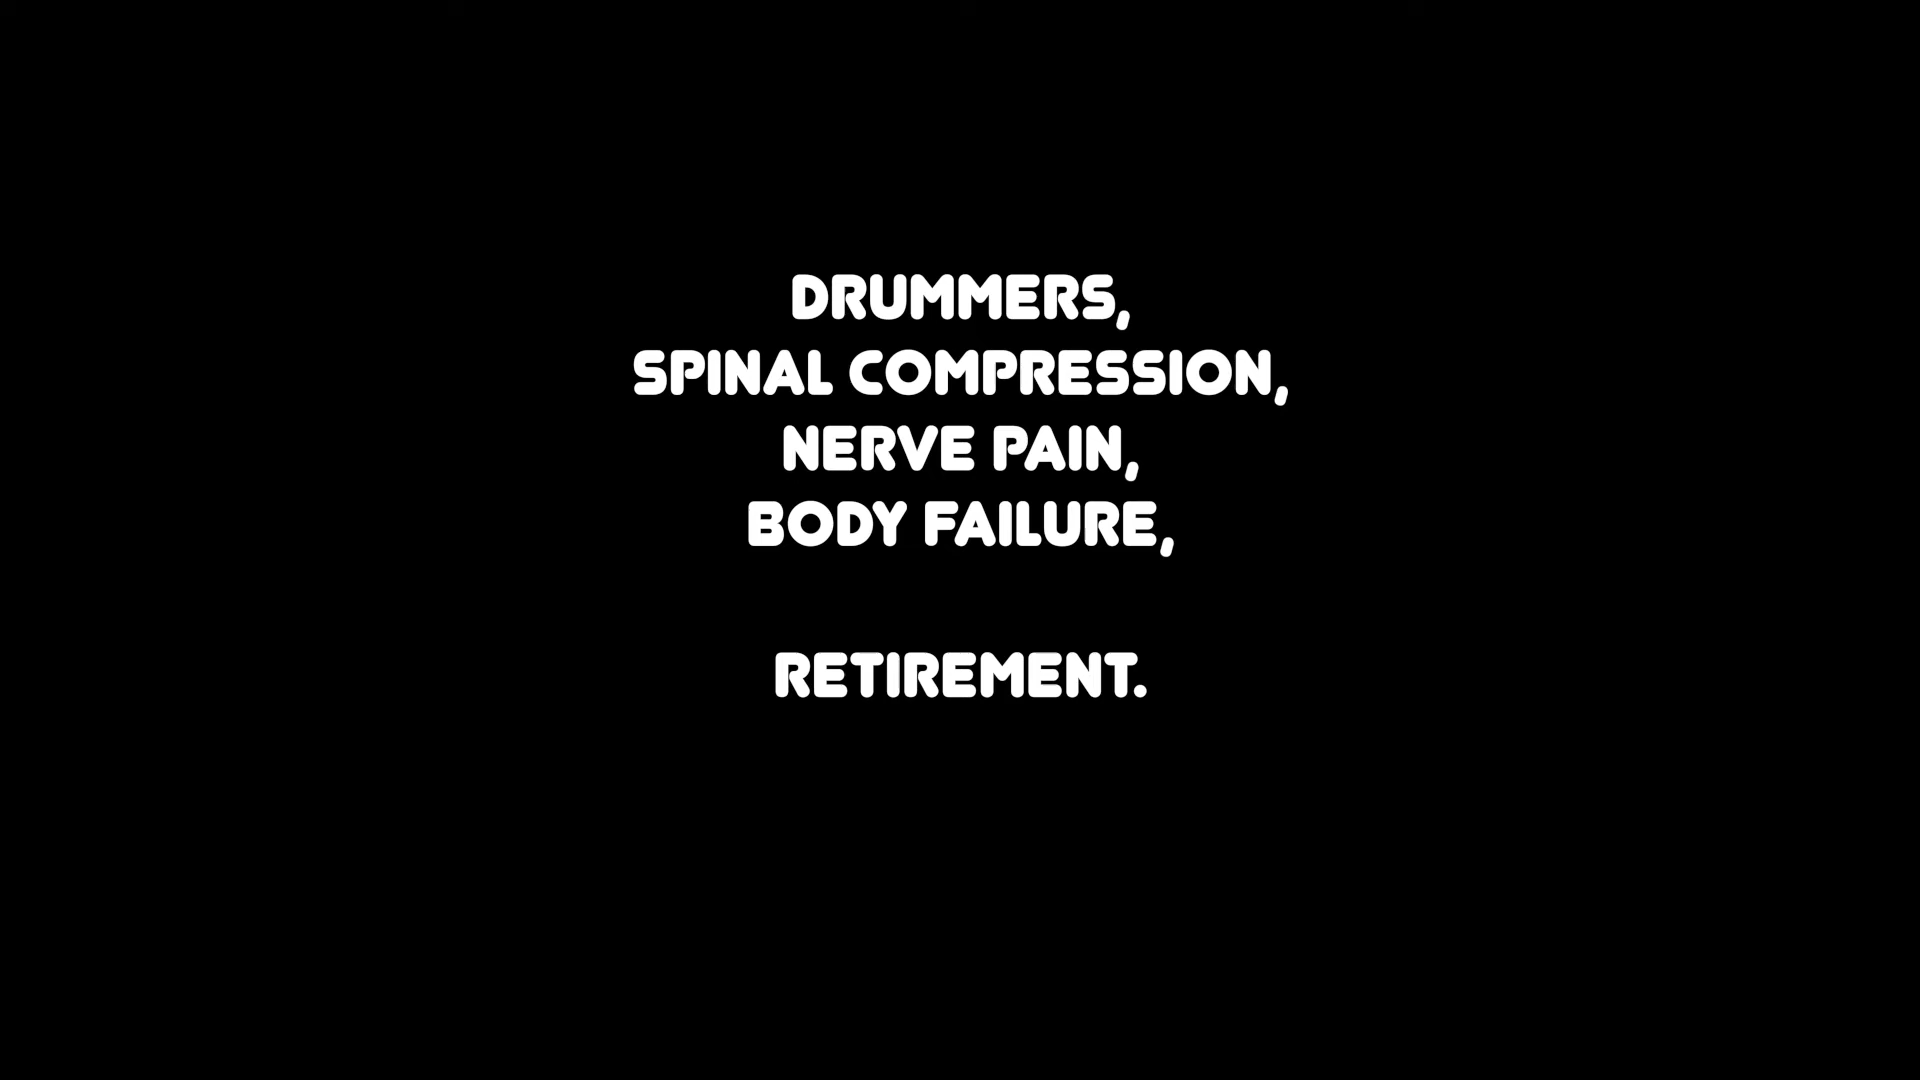 DRUMMERS,
SPINAL COMPRESSION,
NERVE PAIN,
BODY FAILURE,
RETIREMENT.